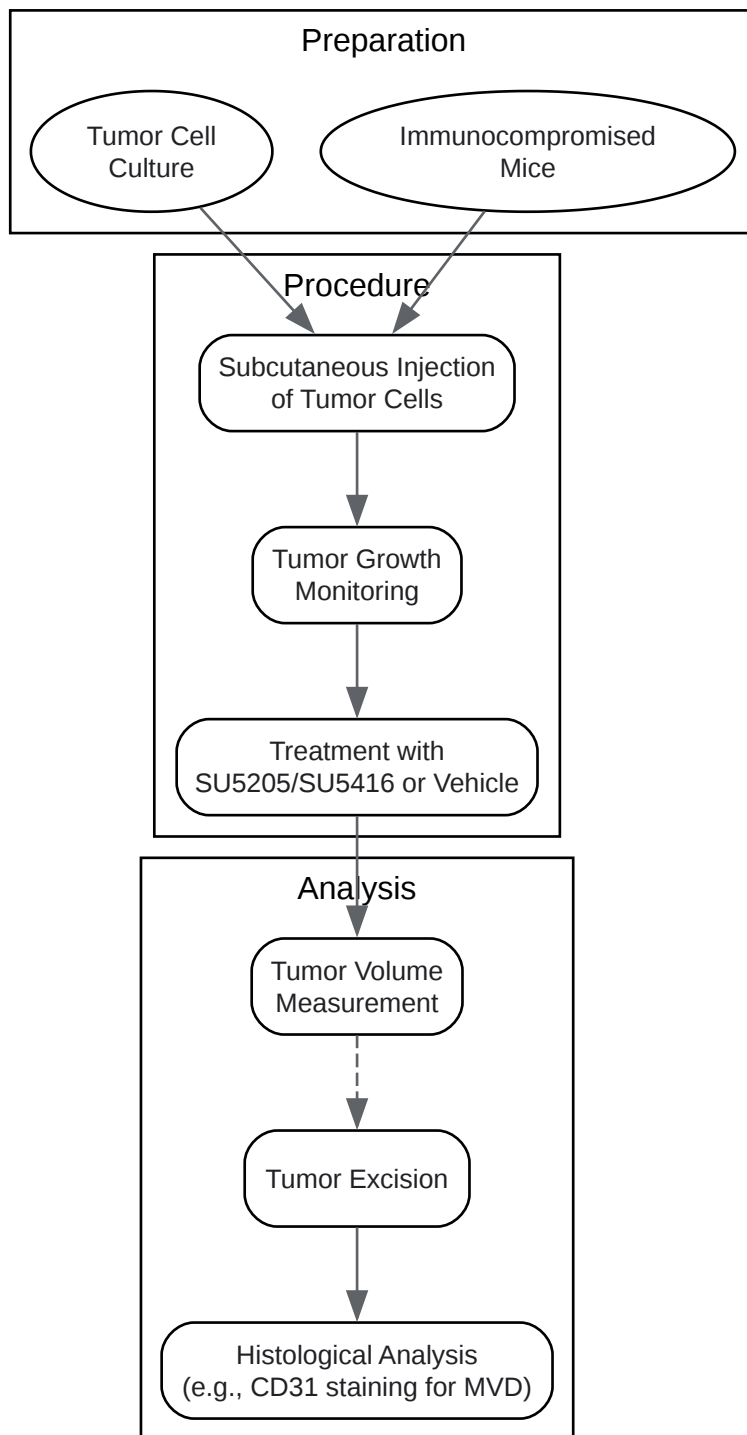 Preparation
Tumor Cell
Culture
Immunocompromised
Mice
Procedure
Subcutaneous Injection
of Tumor Cells
Tumor Growth
Monitoring
Treatment with
SU5205/SU5416 or Vehicle
Analysis
Tumor Volume
Measurement
Tumor Excision
Histological Analysis
(e.g., CD31 staining for MVD)